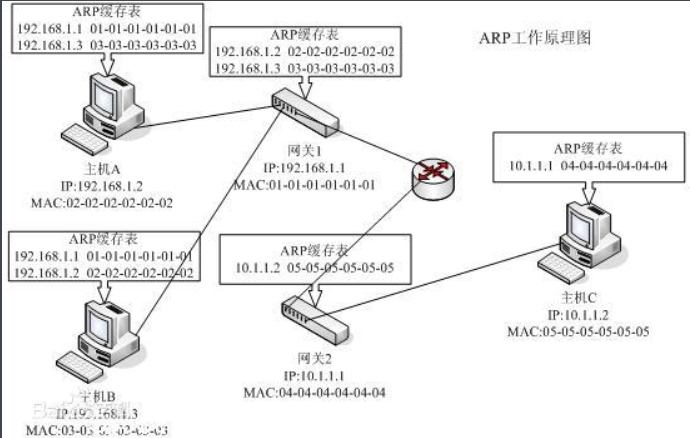 ARP工作原理图
ARP缓存表
192.168.1.1 01-01-01-01-01-01
192.168.1.3 03-03-03-03-03-03
主机A
IP:192.168.1.2
MAC:02-02-02-02-02-02
ARP缓存表
192.168.1.2 02-02-02-02-02-02
192.168.1.3 03-03-03-03-03-03
网关1
IP:192.168.1.1
MAC:01-01-01-01-01-01
ARP缓存表
10.1.1.1 04-04-04-04-04-04
主机C
IP:10.1.1.2
MAC:05-05-05-05-05-05
ARP缓存表
192.168.1.1 01-01-01-01-01-01
192.168.1.2 02-02-02-02-02-02
主机B
IP:192.168.1.3
MAC:03-03
03-03
ARP缓存表
10.1.1.2 05-05-05-05-05-05
网关2
IP:10.1.1.1
MAC:04-04-04-04-04-04